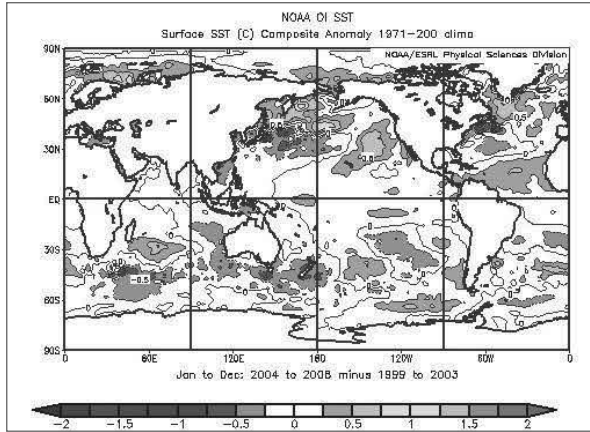 NOAA OI SST
Surface SST (C) Composite Anomaly 1971-200 clima
NOAA/ESRL Physical Sciences Division
90N
60N
50N
30N
EQ
30S
60S
90S
0 60E 120E 180 120W 60W 0
Jan to Dec: 2004 to 2008 minus 1999 to 2003
-2 -1.5 -1 -0.5 0 0.5 1 1.5 2